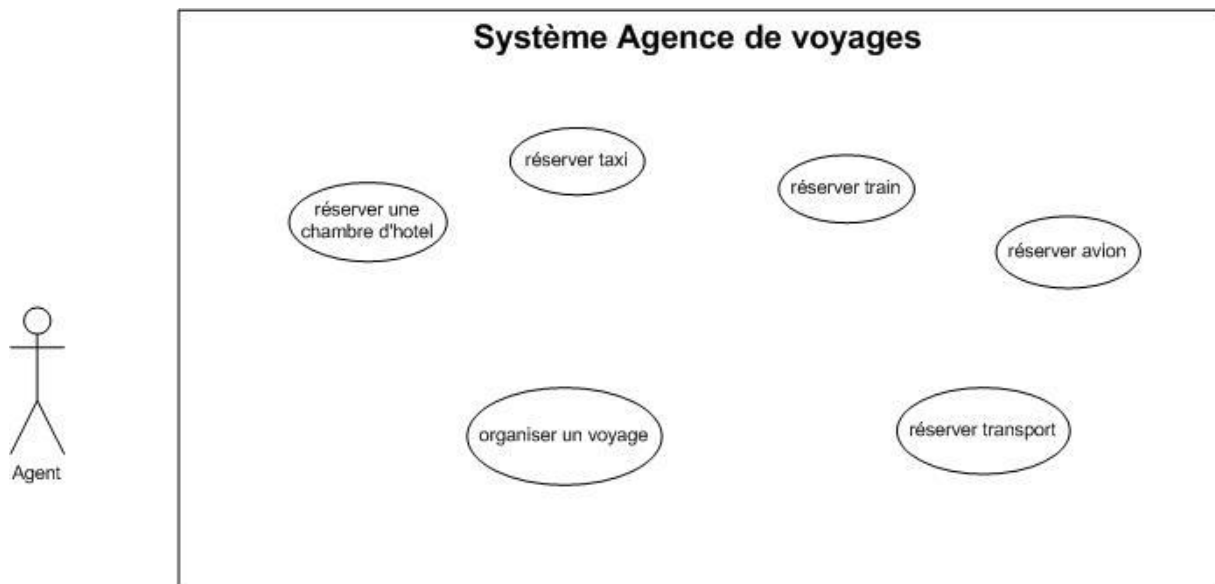 Système Agence de voyages
réserver taxi
réserver train
réserver une
chambre d'hotel
réserver avion
organiser un voyage
réserver transport
Agent